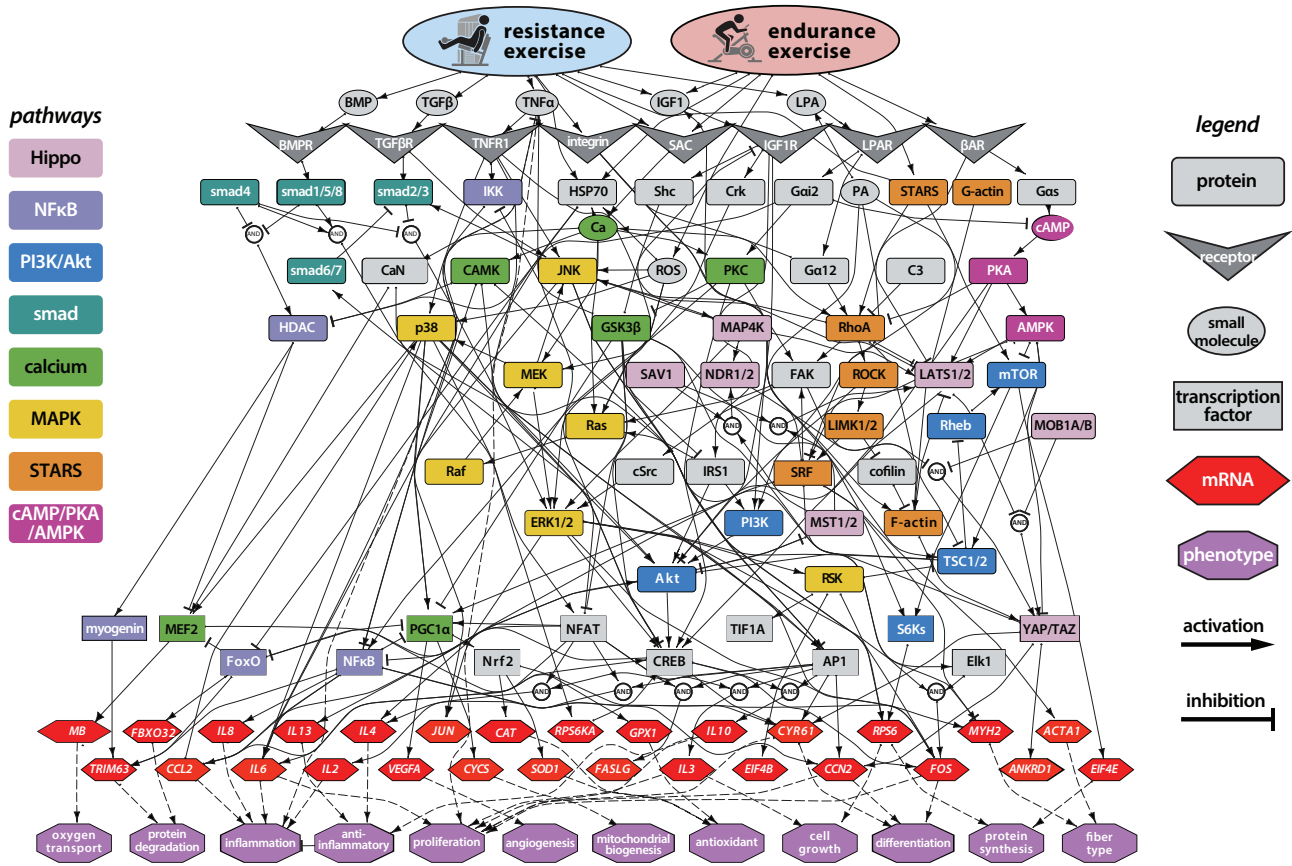 resistance
exercise
endurance
exercise
pathways
Hippo
NFκB
PI3K/Akt
smad
calcium
MAPK
STARS
cAMP/PKA
/AMPK
BMP
TGFβ
TNFα
IGF1
LPA
BMPR
TGFβR
TNFR1
integrin
SAC
IGF1R
LPAR
βAR
smad4
smad1/5/8
smad2/3
IKK
HSP70
Shc
Crk
Gαi2
PA
STARS
G-actin
Gαs
AND
AND
AND
Ca
cAMP
smad6/7
CaN
CAMK
JNK
ROS
PKC
Gα12
C3
PKA
HDAC
p38
GSK3β
MAP4K
RhoA
AMPK
MEK
SAV1
NDR1/2
FAK
ROCK
LATS1/2
mTOR
Ras
AND
AND
LIMK1/2
Rheb
MOB1A/B
Raf
cSrc
IRS1
SRF
cofilin
AND
ERK1/2
PI3K
MST1/2
F-actin
AND
TSC1/2
Akt
RSK
myogenin
MEF2
PGC1α
NFAT
TIF1A
S6Ks
YAP/TAZ
FoxO
NFκB
Nrf2
CREB
AP1
Elk1
AND
AND
AND
AND
AND
AND
MB
FBXO32
IL8
IL13
IL4
JUN
CAT
RPS6KA
GPX1
IL10
CYR61
RPS6
MYH2
ACTA1
TRIM63
CCL2
IL6
IL2
VEGFA
CYCS
SOD1
FASLG
IL3
EIF4B
CCN2
FOS
ANKRD1
EIF4E
oxygen
transport
protein
degradation
inflammation
anti-
inflammatory
proliferation
angiogenesis
mitochondrial
biogenesis
antioxidant
cell
growth
differentiation
protein
synthesis
fiber
type
legend
protein
receptor
small
molecule
transcription
factor
mRNA
phenotype
activation
inhibition